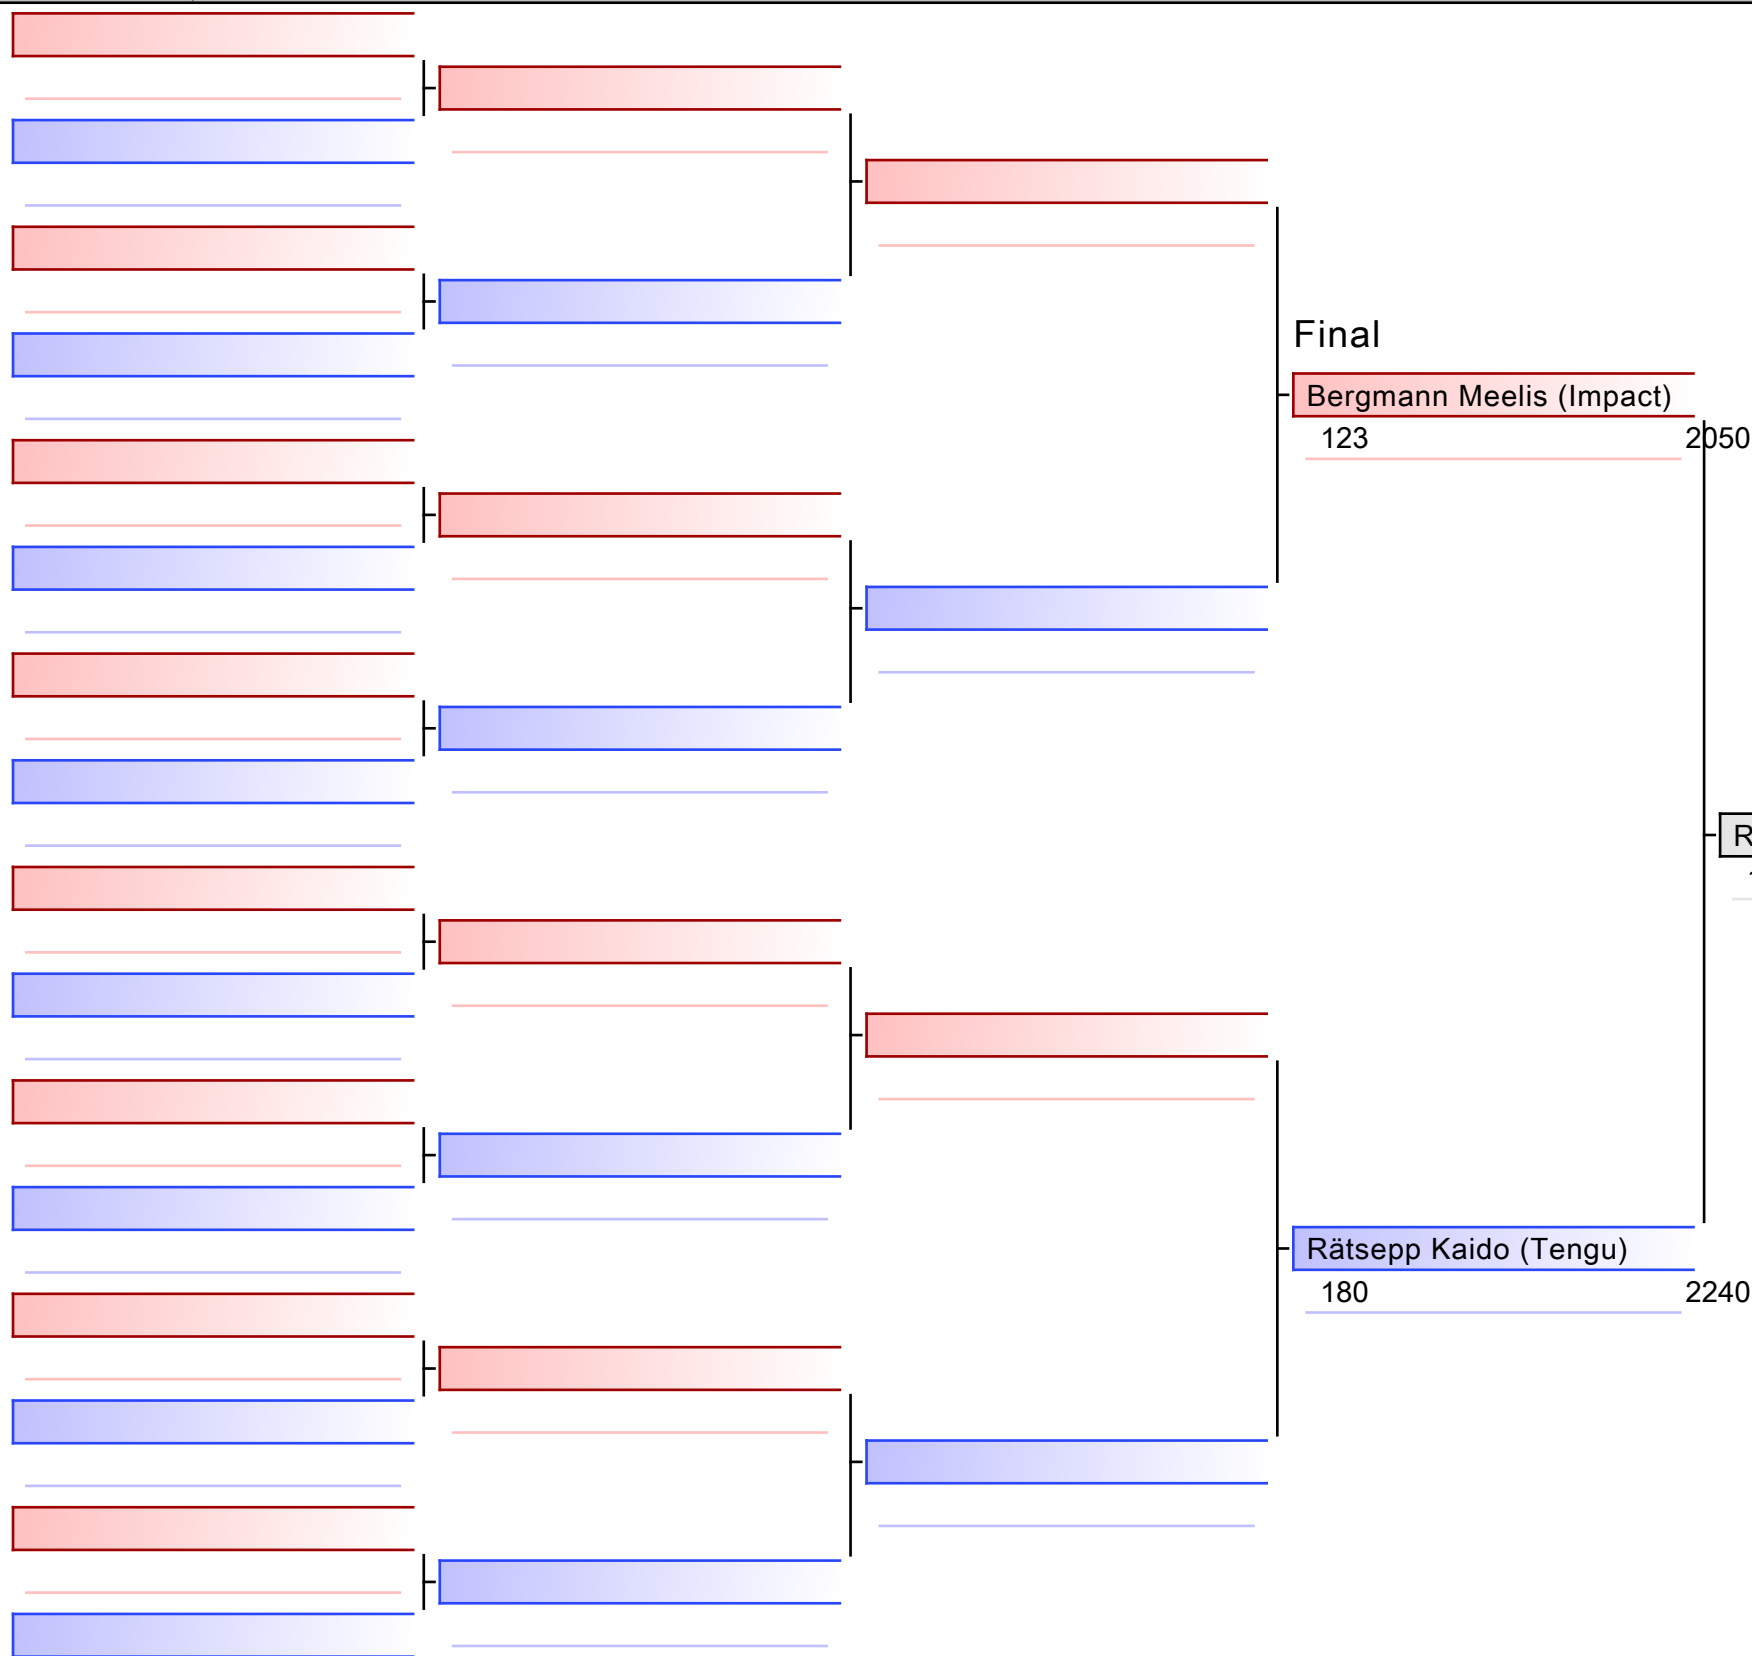 Final
Bergmann Meelis (Impact)
123 2050
R
Rätsepp Kaido (Tengu)
180 2240